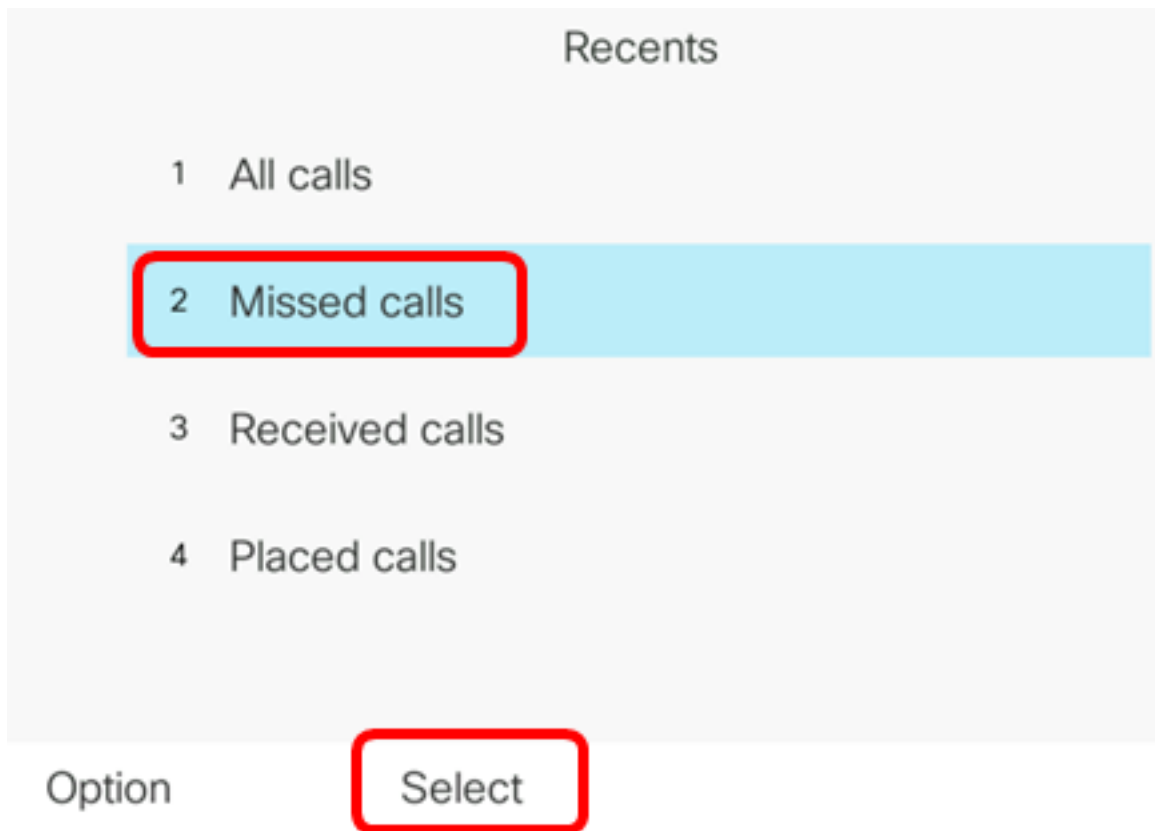 Recents
1 All calls
2 Missed calls
3 Received calls
4 Placed calls
Option Select